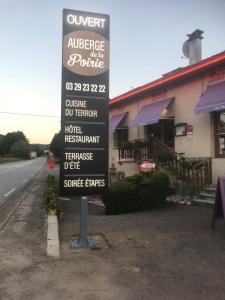 OUVERT
AUBERGE
de la
Poirie
03 29 23 22 22
CUISINE
DU TERROIR
HÔTEL
RESTAURANT
TERRASSE
D'ÉTÉ
SOIRÉE ÉTAPES